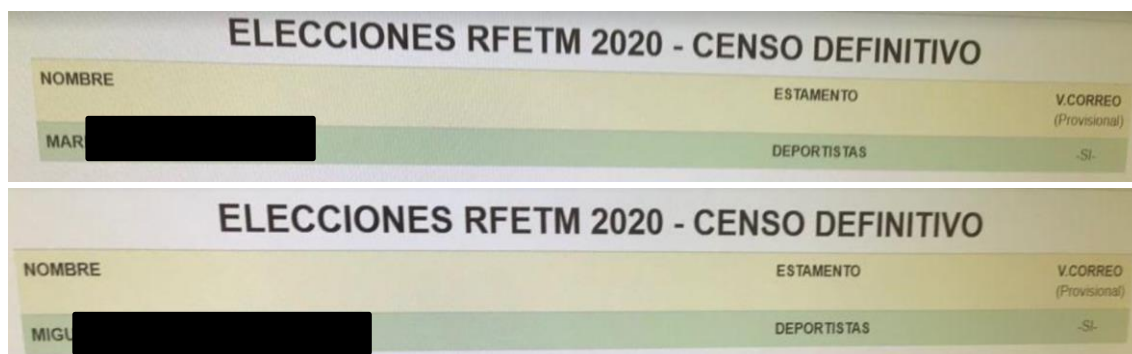 ELECCIONES RFETM 2020 - CENSO DEFINITIVO
NOMBRE ESTAMENTO V.CORREO
(Provisional)
MAR DEPORTISTAS -SI-
ELECCIONES RFETM 2020 - CENSO DEFINITIVO
NOMBRE ESTAMENTO V.CORREO
(Provisional)
MIGU DEPORTISTAS -SI-